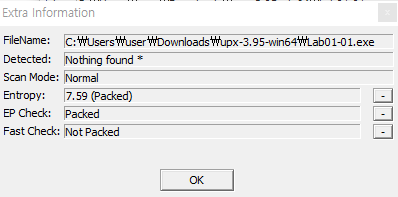 Extra Information
FileName: C:₩Users₩user₩Downloads₩upx-3.95-win64₩Lab01-01.exe
Detected: Nothing found *
Scan Mode: Normal
Entropy: 7.59 (Packed) -
EP Check: Packed -
Fast Check: Not Packed -
OK